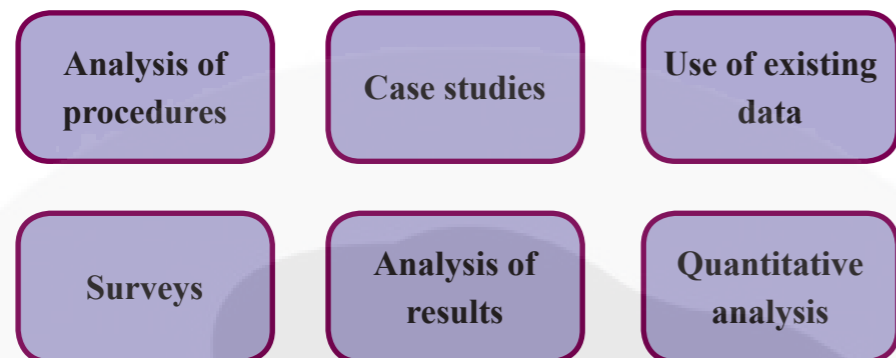 Analysis of
procedures
Case studies
Use of existing
data
Surveys
Analysis of
results
Quantitative
analysis